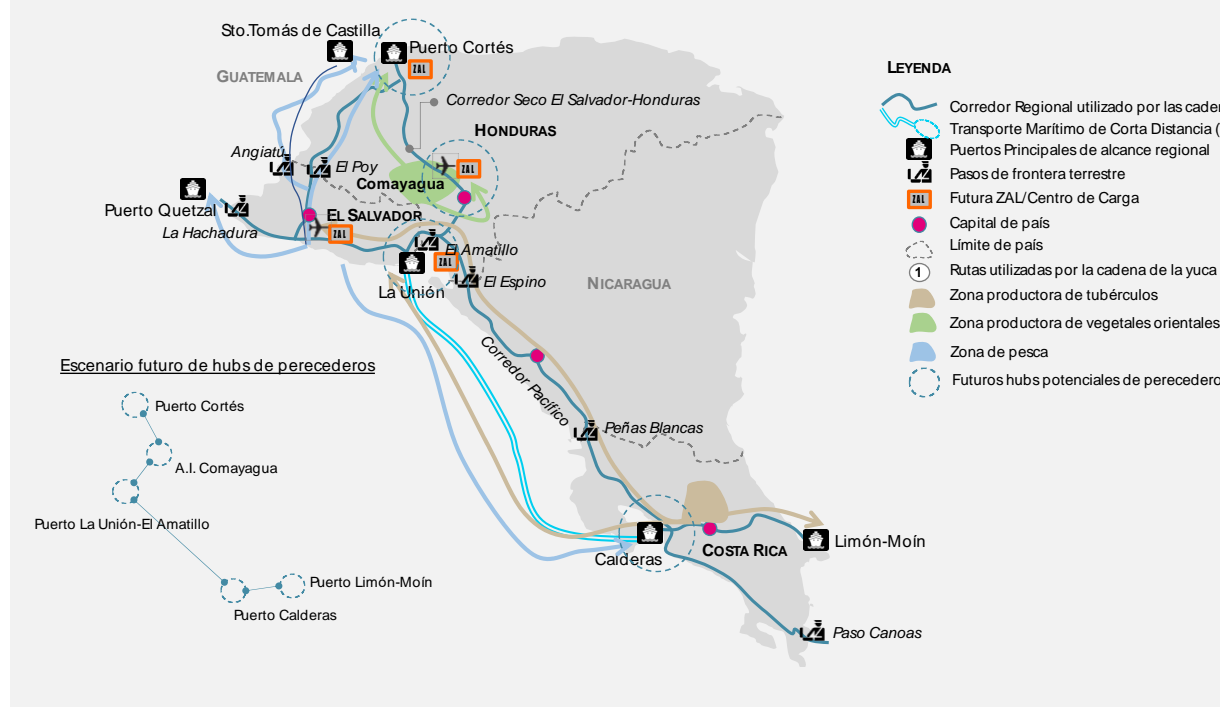 Sto.Tomás de Castilla
Puerto Cortés
ZAL
GUATEMALA
Corredor Seco El Salvador-Honduras
HONDURAS
Angiatú
El Poy
ZAL
Comayagua
Puerto Quetzal
EL SALVADOR
La Hachadura
ZAL
El Amatillo
ZAL
La Unión
El Espino
NICARAGUA
Corredor Pacífico
Peñas Blancas
Calderas
COSTA RICA
Limón-Moín
Paso Canoas
LEYENDA
Corredor Regional utilizado por las cader
Transporte Marítimo de Corta Distancia (
Puertos Principales de alcance regional
Pasos de frontera terrestre
ZAL
Futura ZAL/Centro de Carga
Capital de país
Límite de país
1 Rutas utilizadas por la cadena de la yuca
Zona productora de tubérculos
Zona productora de vegetales orientales
Zona de pesca
Futuros hubs potenciales de perecedero
Escenario futuro de hubs de perecederos
Puerto Cortés
A.I. Comayagua
Puerto La Unión-El Amatillo
Puerto Limón-Moín
Puerto Calderas